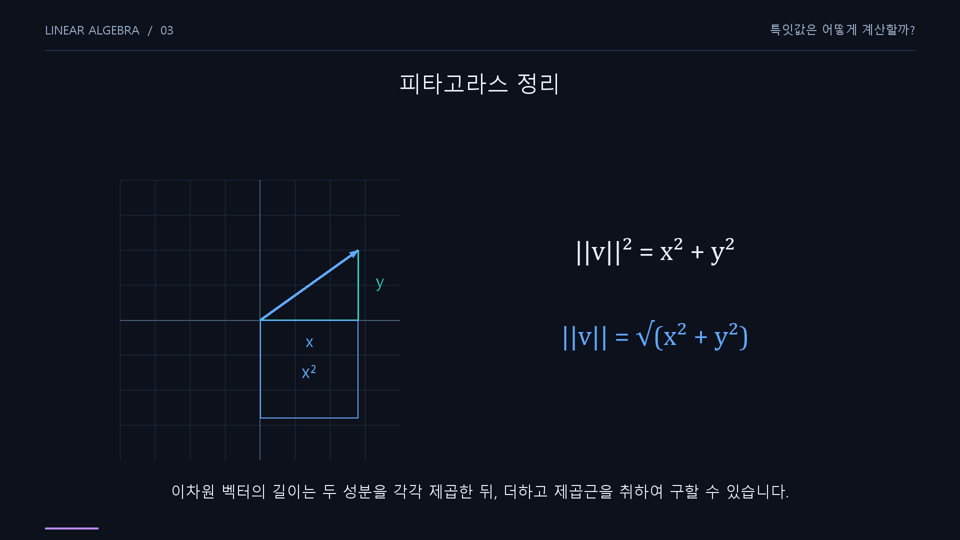 LINEAR ALGEBRA / 03
특잇값은 어떻게 계산할까?
피타고라스 정리
y
x
x²
||v||² = x² + y²
||v|| = √(x² + y²)
이차원 벡터의 길이는 두 성분을 각각 제곱한 뒤, 더하고 제곱근을 취하여 구할 수 있습니다.